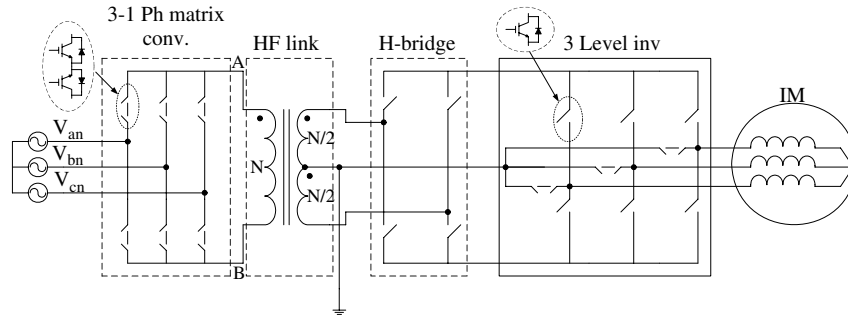 3-1 Ph matrix
conv.
HF link
H-bridge
3 Level inv
A
IM
V_an
V_bn
V_cn
N
N/2
N/2
B